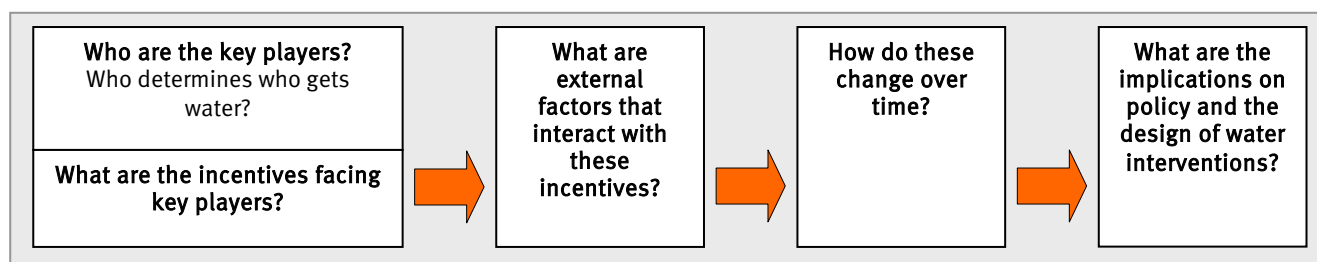 Who are the key players?
Who determines who gets
water?
What are the incentives facing
key players?
What are
external
factors that
interact with
these
incentives?
How do these
change over
time?
What are the
implications on
policy and the
design of water
interventions?